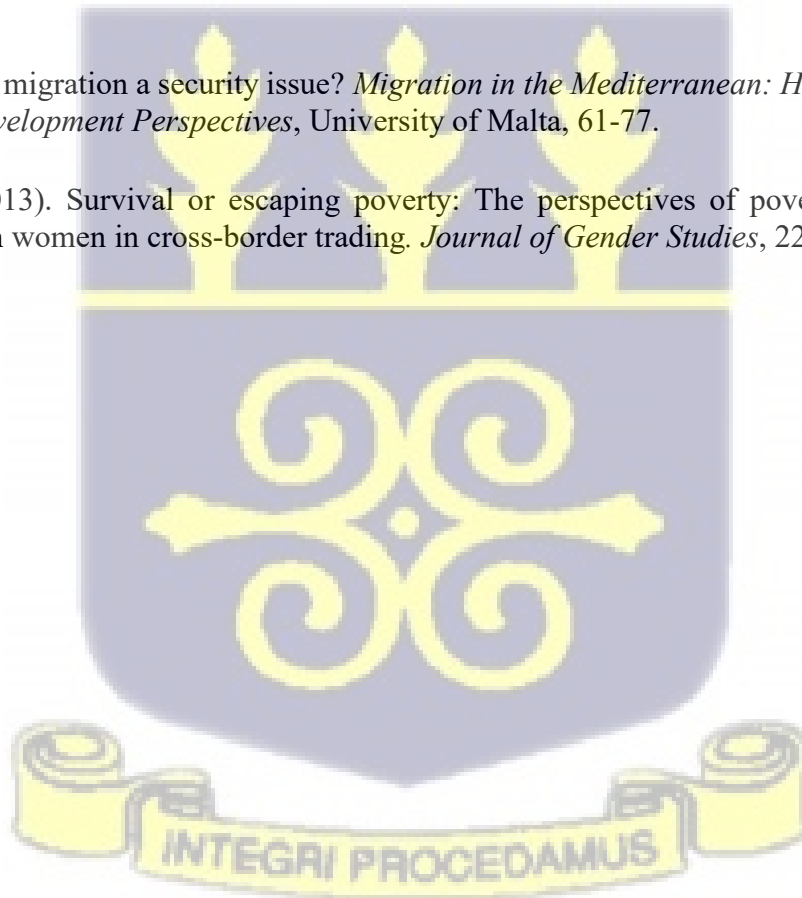 migration a security issue? Migration in the Mediterranean: H
velopment Perspectives, University of Malta, 61-77.
13). Survival or escaping poverty: The perspectives of pove
women in cross-border trading. Journal of Gender Studies, 22
INTEGRI PROCEDAMUS